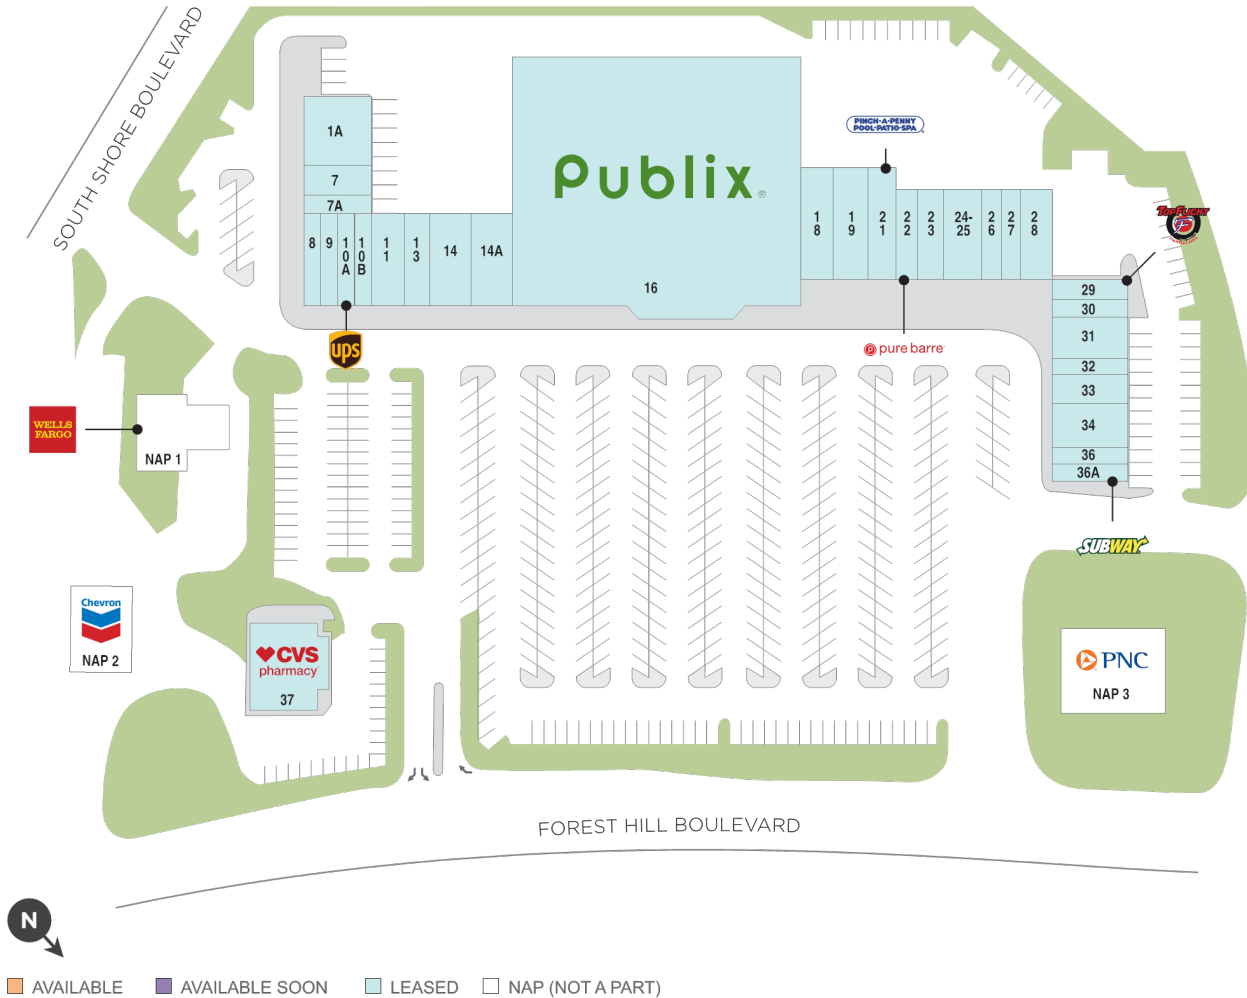 SOUTH SHORE BOULEVARD
1A
7
7A
8
9
10A
10B
11
13
14
14A
Publix
16
PINCH-A-PENNY
POOL·PATIO·SPA
18
19
21
22
23
24-
25
26
27
28
TOP FLIGHT
29
30
31
32
33
34
36
36A
ups
pure barre
WELLS
FARGO
NAP 1
SUBWAY
Chevron
NAP 2
CVS
pharmacy
37
PNC
NAP 3
FOREST HILL BOULEVARD
N
AVAILABLE
AVAILABLE SOON
LEASED
NAP (NOT A PART)